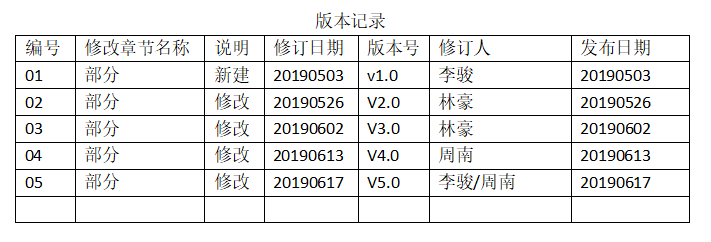 版本记录
编号 修改章节名称 说明 修订日期 版本号 修订人 发布日期
01 部分 新建 20190503 v1.0 李骏 20190503
02 部分 修改 20190526 V2.0 林豪 20190526
03 部分 修改 20190602 V3.0 林豪 20190602
04 部分 修改 20190613 V4.0 周南 20190613
05 部分 修改 20190617 V5.0 李骏/周南 20190617